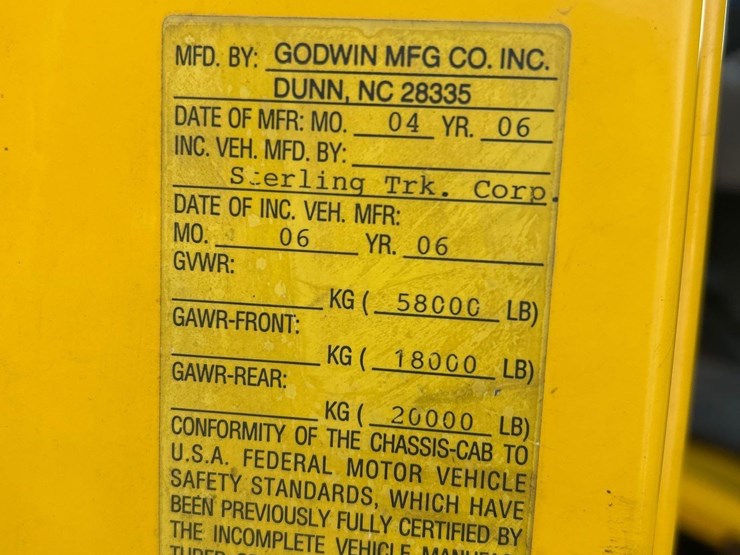 MFD. BY: GODWIN MFG CO. INC.
DUNN, NC 28335
DATE OF MFR: MO. 04 YR. 06
INC. VEH. MFD. BY:
Sterling Trk. Corp.
DATE OF INC. VEH. MFR:
MO. 06 YR. 06
GVWR:
KG ( 58000 LB)
GAWR-FRONT:
KG ( 18000 LB)
GAWR-REAR:
KG ( 20000 LB)
CONFORMITY OF THE CHASSIS-CAB TO
U.S.A. FEDERAL MOTOR VEHICLE
SAFETY STANDARDS, WHICH HAVE
BEEN PREVIOUSLY FULLY CERTIFIED BY
THE INCOMPLETE VEHICLE